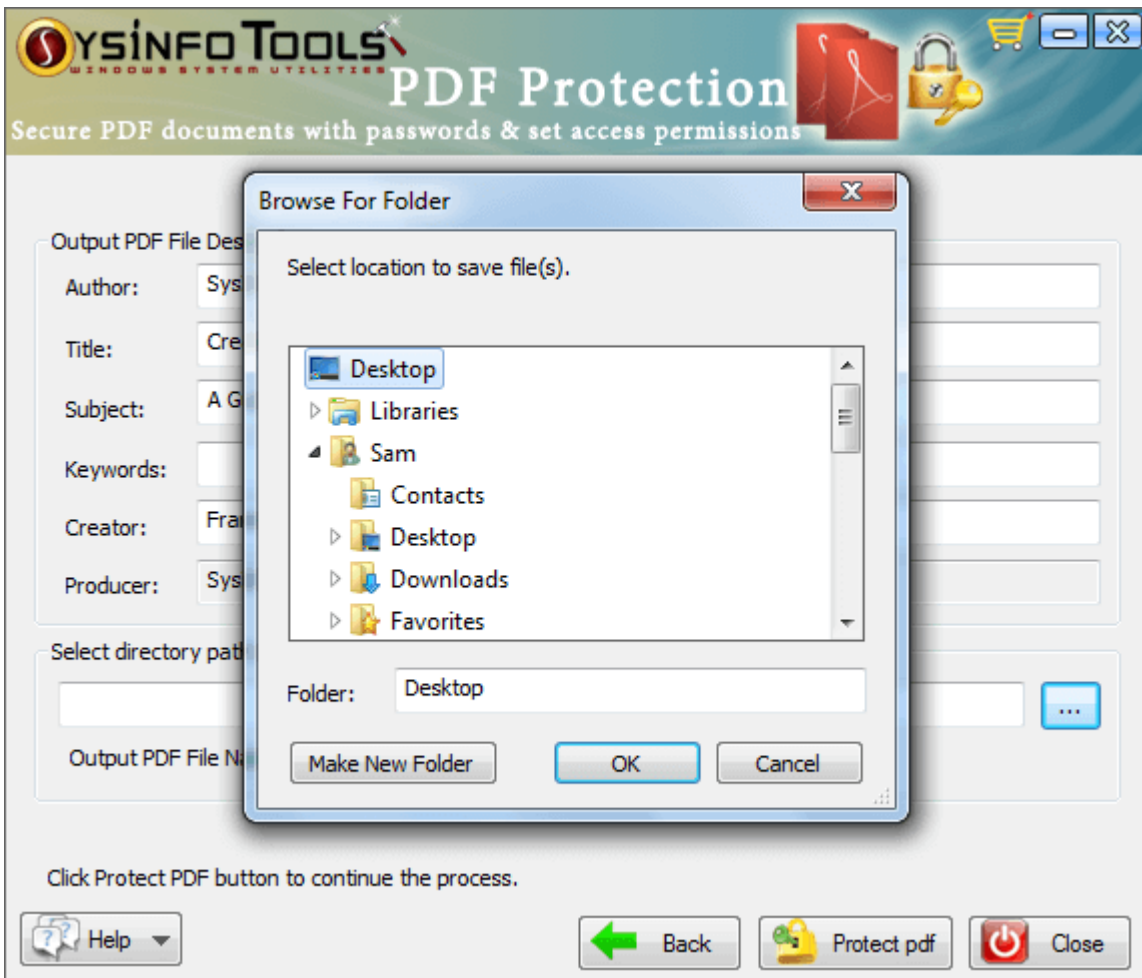 SYSINFOTOOLS
WINDOWS SYSTEM UTILITIES
PDF Protection
Secure PDF documents with passwords & set access permissions
Browse For Folder
Select location to save file(s).
Desktop
Libraries
Sam
Contacts
Desktop
Downloads
Favorites
Folder: Desktop
Make New Folder OK Cancel
Output PDF File Des
Author: Sys
Title: Cre
Subject: A G
Keywords:
Creator: Fra
Producer: Sys
Select directory pat
...
Output PDF File Na
Click Protect PDF button to continue the process.
Help Back Protect pdf Close